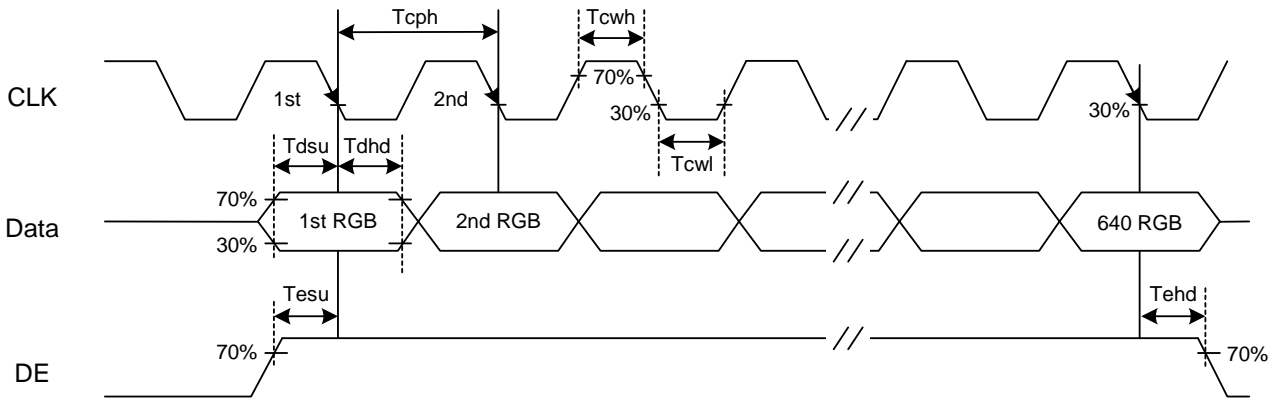 Tcph
Tcwh
CLK
1st
2nd
70%
30%
30%
Tcwl
Tdsu
Tdhd
Data
70%
30%
1st RGB
2nd RGB
640 RGB
Tesu
Tehd
70%
70%
DE